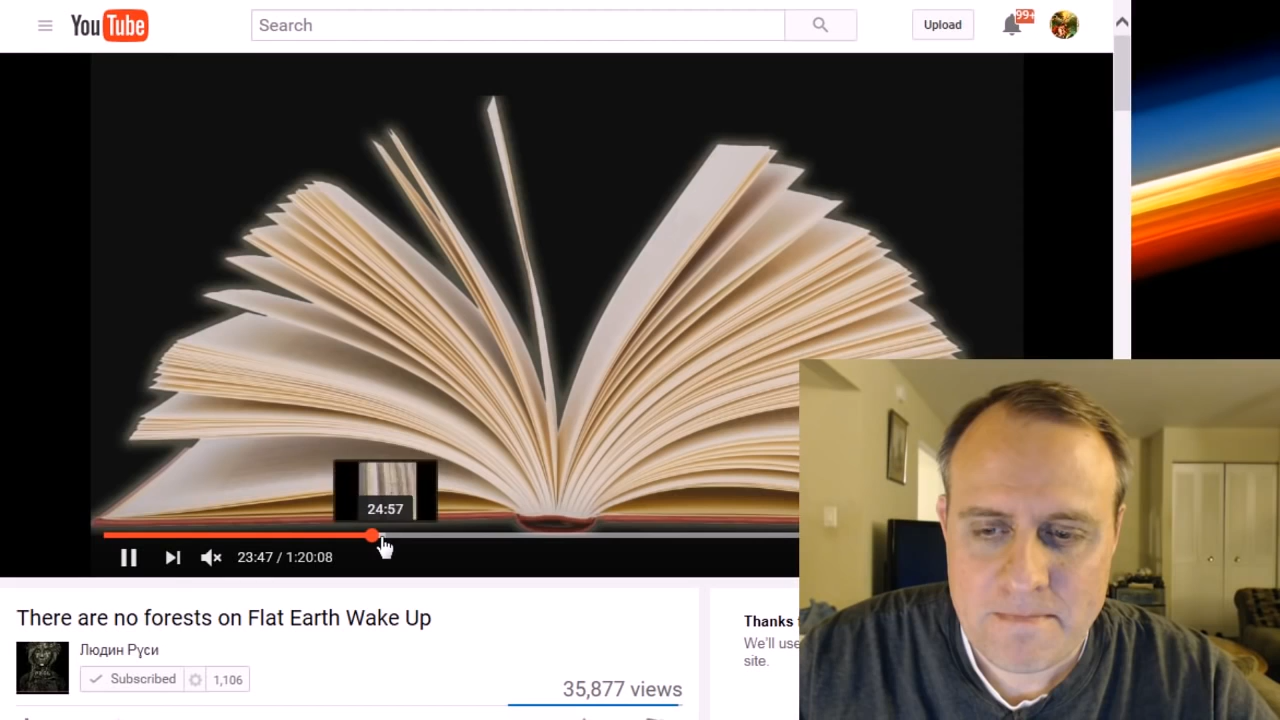 YouTube
Search
Upload
99+
24:57
23:47 / 1:20:08
There are no forests on Flat Earth Wake Up
Людин Руси
Subscribed
1,106
35,877 views
Thanks
We'll use
site.